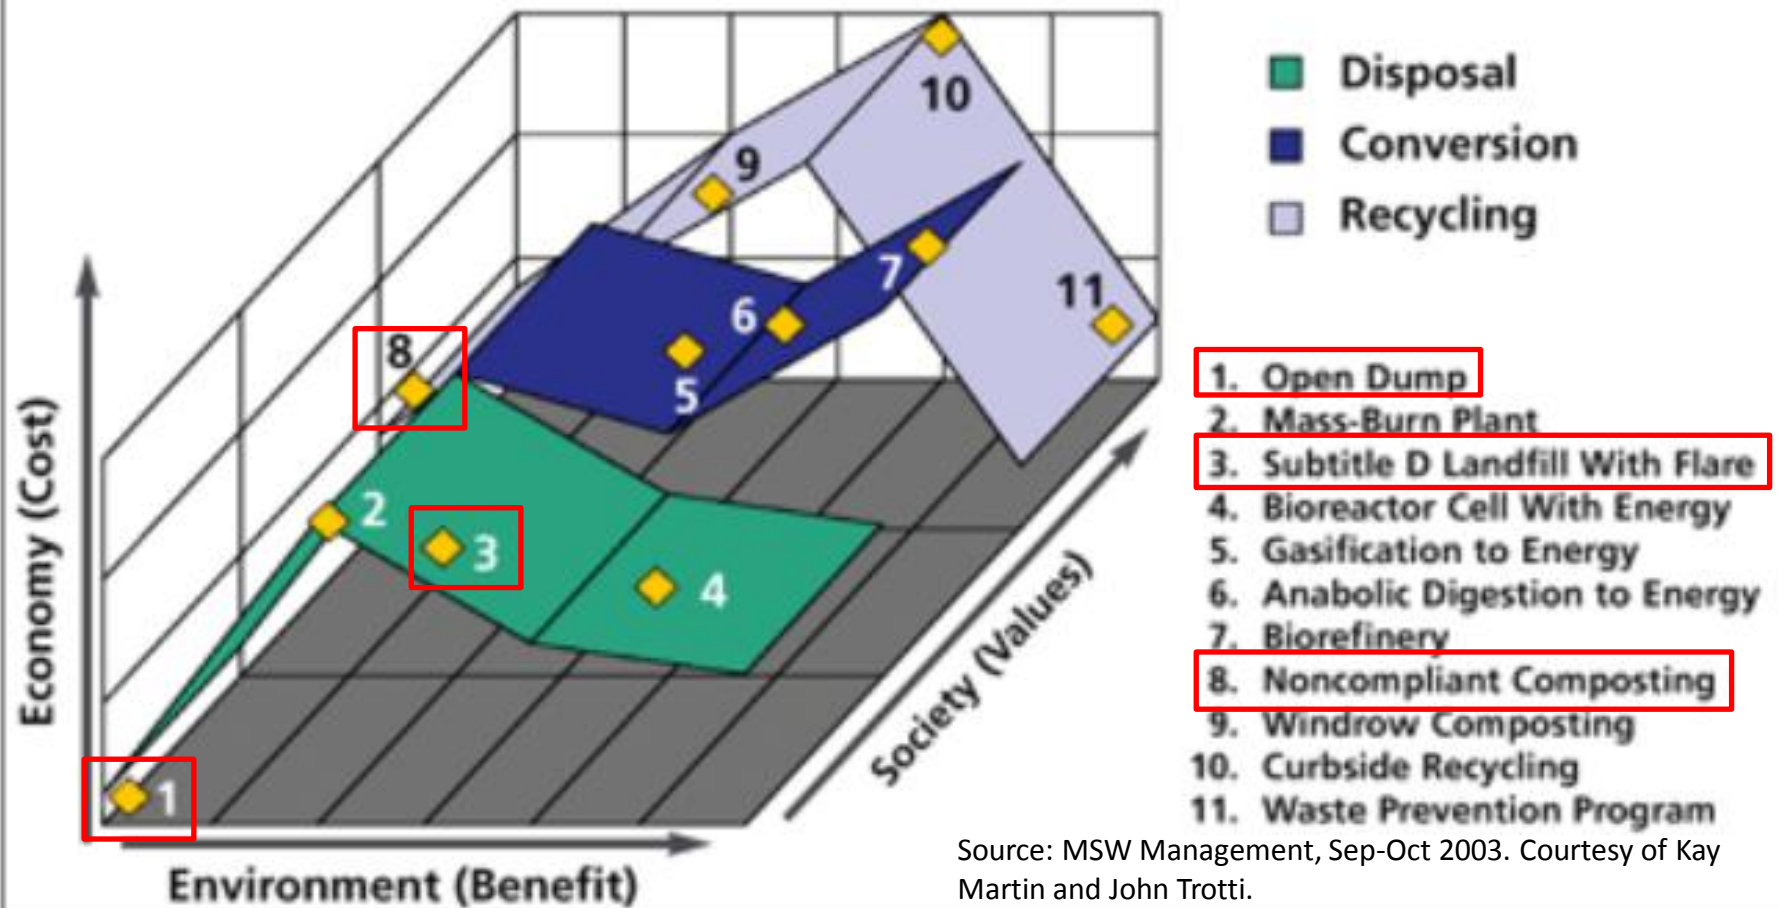 Economy (Cost)
Environment (Benefit)
Society (Values)
1
2
3
4
5
6
7
8
9
10
11
Disposal
Conversion
Recycling
1. Open Dump
2. Mass-Burn Plant
3. Subtitle D Landfill With Flare
4. Bioreactor Cell With Energy
5. Gasification to Energy
6. Anabolic Digestion to Energy
7. Biorefinery
8. Noncompliant Composting
9. Windrow Composting
10. Curbside Recycling
11. Waste Prevention Program
Source: MSW Management, Sep-Oct 2003. Courtesy of Kay
Martin and John Trotti.